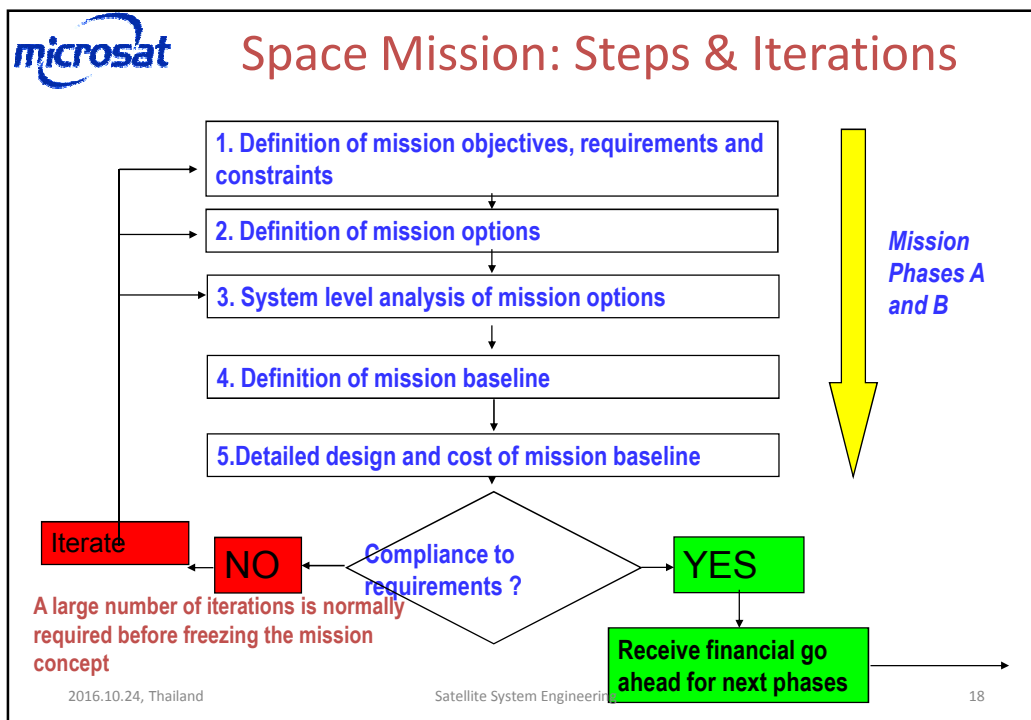 microsat
Space Mission: Steps & Iterations
1. Definition of mission objectives, requirements and
constraints
2. Definition of mission options
3. System level analysis of mission options
4. Definition of mission baseline
5.Detailed design and cost of mission baseline
Mission
Phases A
and B
Iterate
NO
Compliance to
requirements ?
YES
A large number of iterations is normally
required before freezing the mission
concept
Receive financial go
ahead for next phases
2016.10.24, Thailand
Satellite System Engineering
18